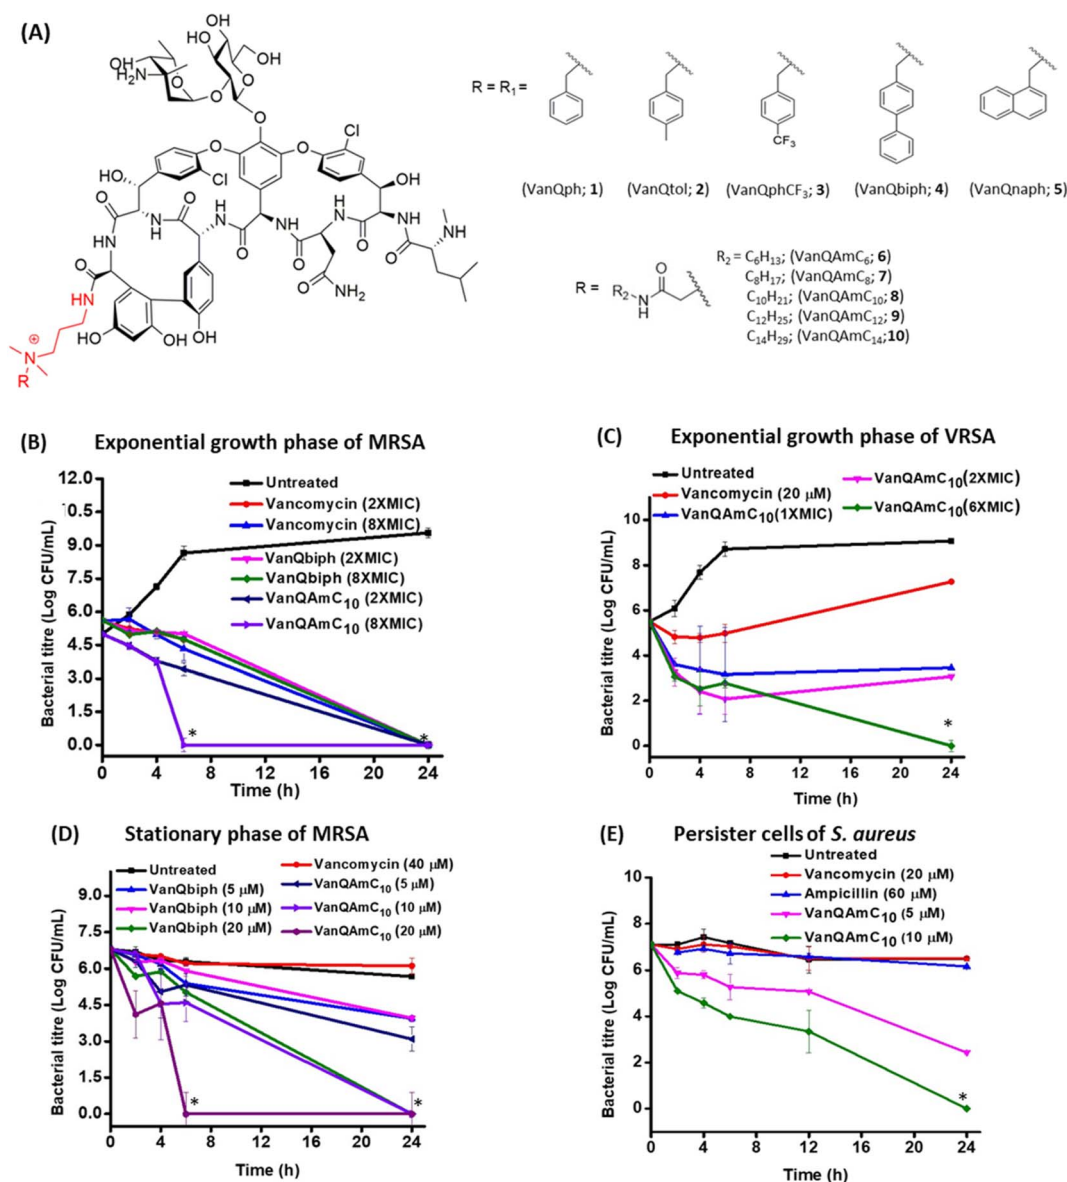 (A)
OH
HO
OH
HO
OH
OH
H₂N
O
O
O
O
O
O
O
O
Cl
Cl
HO
OH
O
NH
O
H
N
O
NH
O
H
N
O
H
N
O
HN
O
O
NH₂
O
HN
HO
OH
OH
N
⊕
R
R = R₁ =
CF₃
(VanQph; 1) (VanQtol; 2) (VanQphCF₃; 3) (VanQbiph; 4) (VanQnaph; 5)
R =
R₂
N
H
O
R₂ = C₆H₁₃; (VanQAmC₆; 6)
C₈H₁₇; (VanQAmC₈; 7)
C₁₀H₂₁; (VanQAmC₁₀; 8)
C₁₂H₂₅; (VanQAmC₁₂; 9)
C₁₄H₂₉; (VanQAmC₁₄; 10)
(B) Exponential growth phase of MRSA
Bacterial titre (Log CFU/mL)
12.0
10.5
9.0
7.5
6.0
4.5
3.0
1.5
0.0
Untreated
Vancomycin (2XMIC)
Vancomycin (8XMIC)
VanQbiph (2XMIC)
VanQbiph (8XMIC)
VanQAmC₁₀ (2XMIC)
VanQAmC₁₀ (8XMIC)
*
*
0 4 8 12 16 20 24
Time (h)
(C) Exponential growth phase of VRSA
Untreated
Vancomycin (20 μM)
VanQAmC₁₀(1XMIC)
VanQAmC₁₀(2XMIC)
VanQAmC₁₀(6XMIC)
Bacterial titre (Log CFU/mL)
10
8
6
4
2
0
*
0 4 8 12 16 20 24
Time (h)
(D) Stationary phase of MRSA
Untreated
VanQbiph (5 μM)
VanQbiph (10 μM)
VanQbiph (20 μM)
Vancomycin (40 μM)
VanQAmC₁₀ (5 μM)
VanQAmC₁₀ (10 μM)
VanQAmC₁₀ (20 μM)
Bacterial titre (Log CFU/mL)
9.0
7.5
6.0
4.5
3.0
1.5
0.0
*
*
0 4 8 12 16 20 24
Time (h)
(E) Persister cells of S. aureus
Untreated
Vancomycin (20 μM)
Ampicillin (60 μM)
VanQAmC₁₀ (5 μM)
VanQAmC₁₀ (10 μM)
Bacterial titre (Log CFU/mL)
10
8
6
4
2
0
*
0 4 8 12 16 20 24
Time (h)